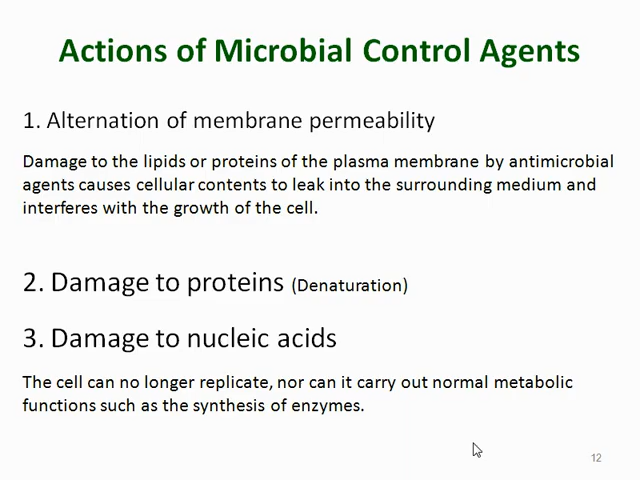 Actions of Microbial Control Agents
1. Alternation of membrane permeability
Damage to the lipids or proteins of the plasma membrane by antimicrobial
agents causes cellular contents to leak into the surrounding medium and
interferes with the growth of the cell.
2. Damage to proteins (Denaturation)
3. Damage to nucleic acids
The cell can no longer replicate, nor can it carry out normal metabolic
functions such as the synthesis of enzymes.
12